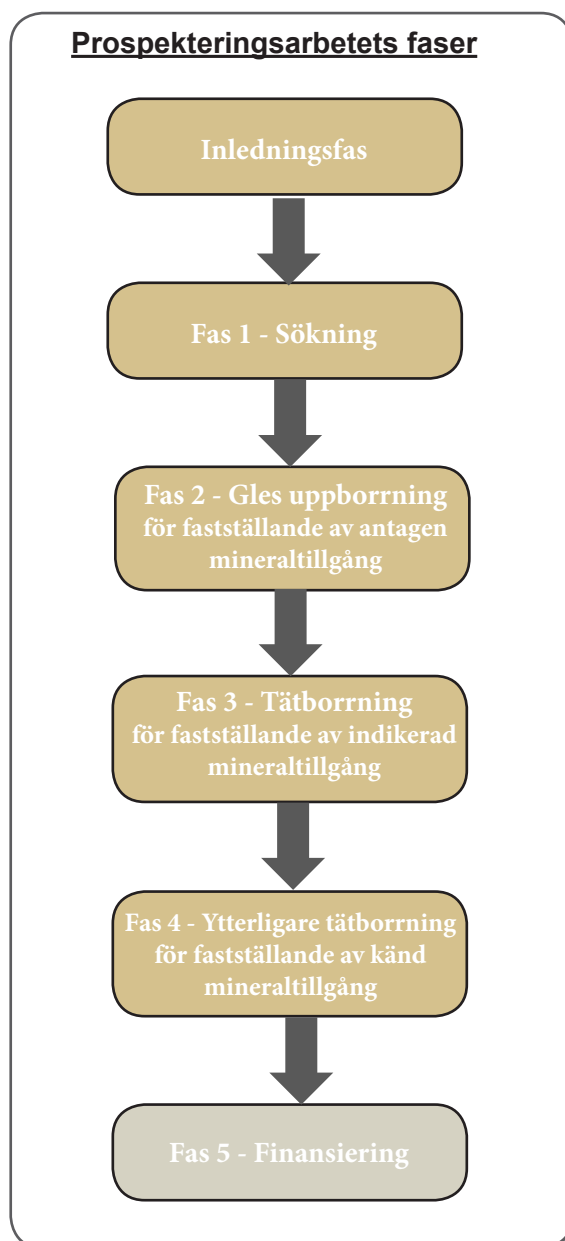 Prospekteringsarbetets faser
Inledningsfas
Fas 1 - Sökning
Fas 2 - Gles uppborrning
för fastställande av antagen
mineraltillgång
Fas 3 - Tätborrning
för fastställande av indikerad
mineraltillgång
Fas 4 - Ytterligare tätborrning
för fastställande av känd
mineraltillgång
Fas 5 - Finansiering